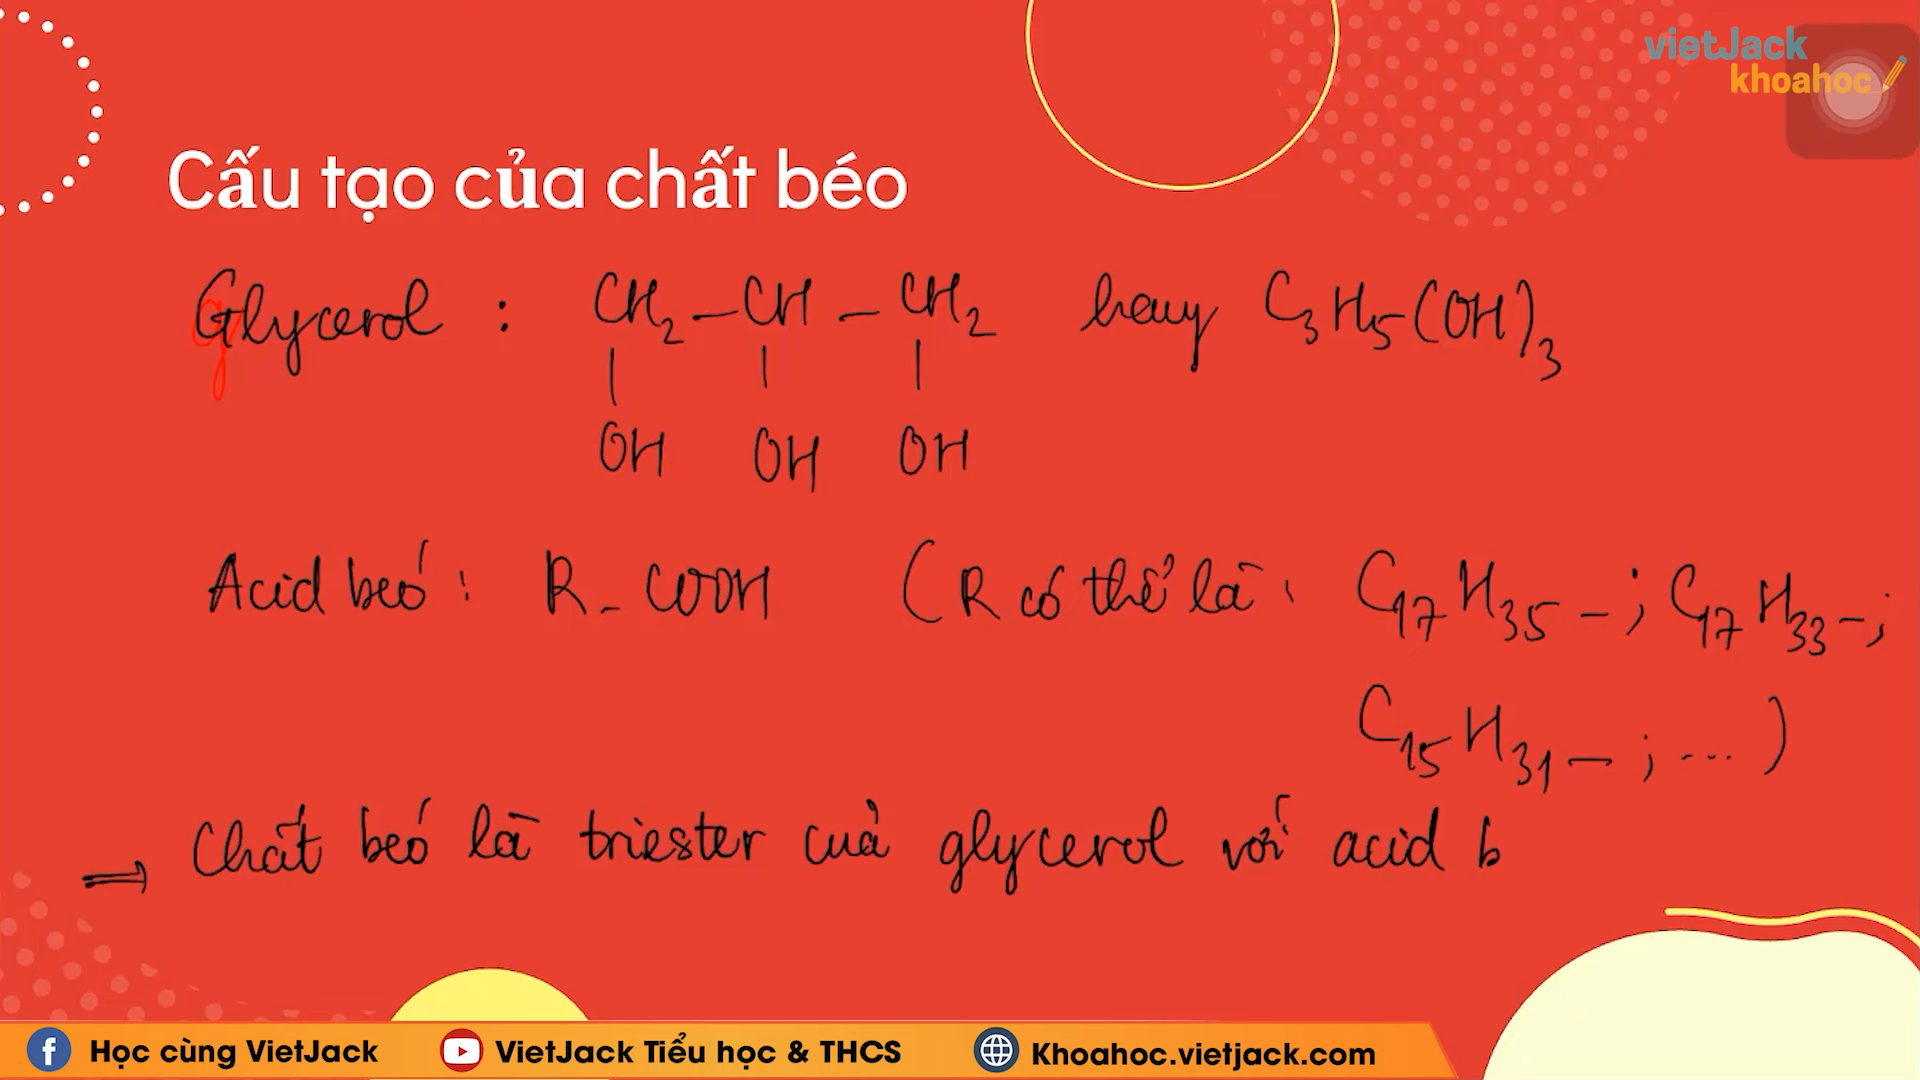 vietJack
khoahoc
Cấu tạo của chất béo
Glycerol : CH₂ – CH – CH₂ hay C₃H₅(OH)₃
| | |
OH OH OH
Acid béo : R – COOH (R có thể là : C₁₇H₃₅ – ; C₁₇H₃₃ – ;
C₁₅H₃₁ – ; ... )
⇒ Chất béo là triester của glycerol với acid b
Học cùng VietJack VietJack Tiểu học & THCS Khoahoc.vietjack.com